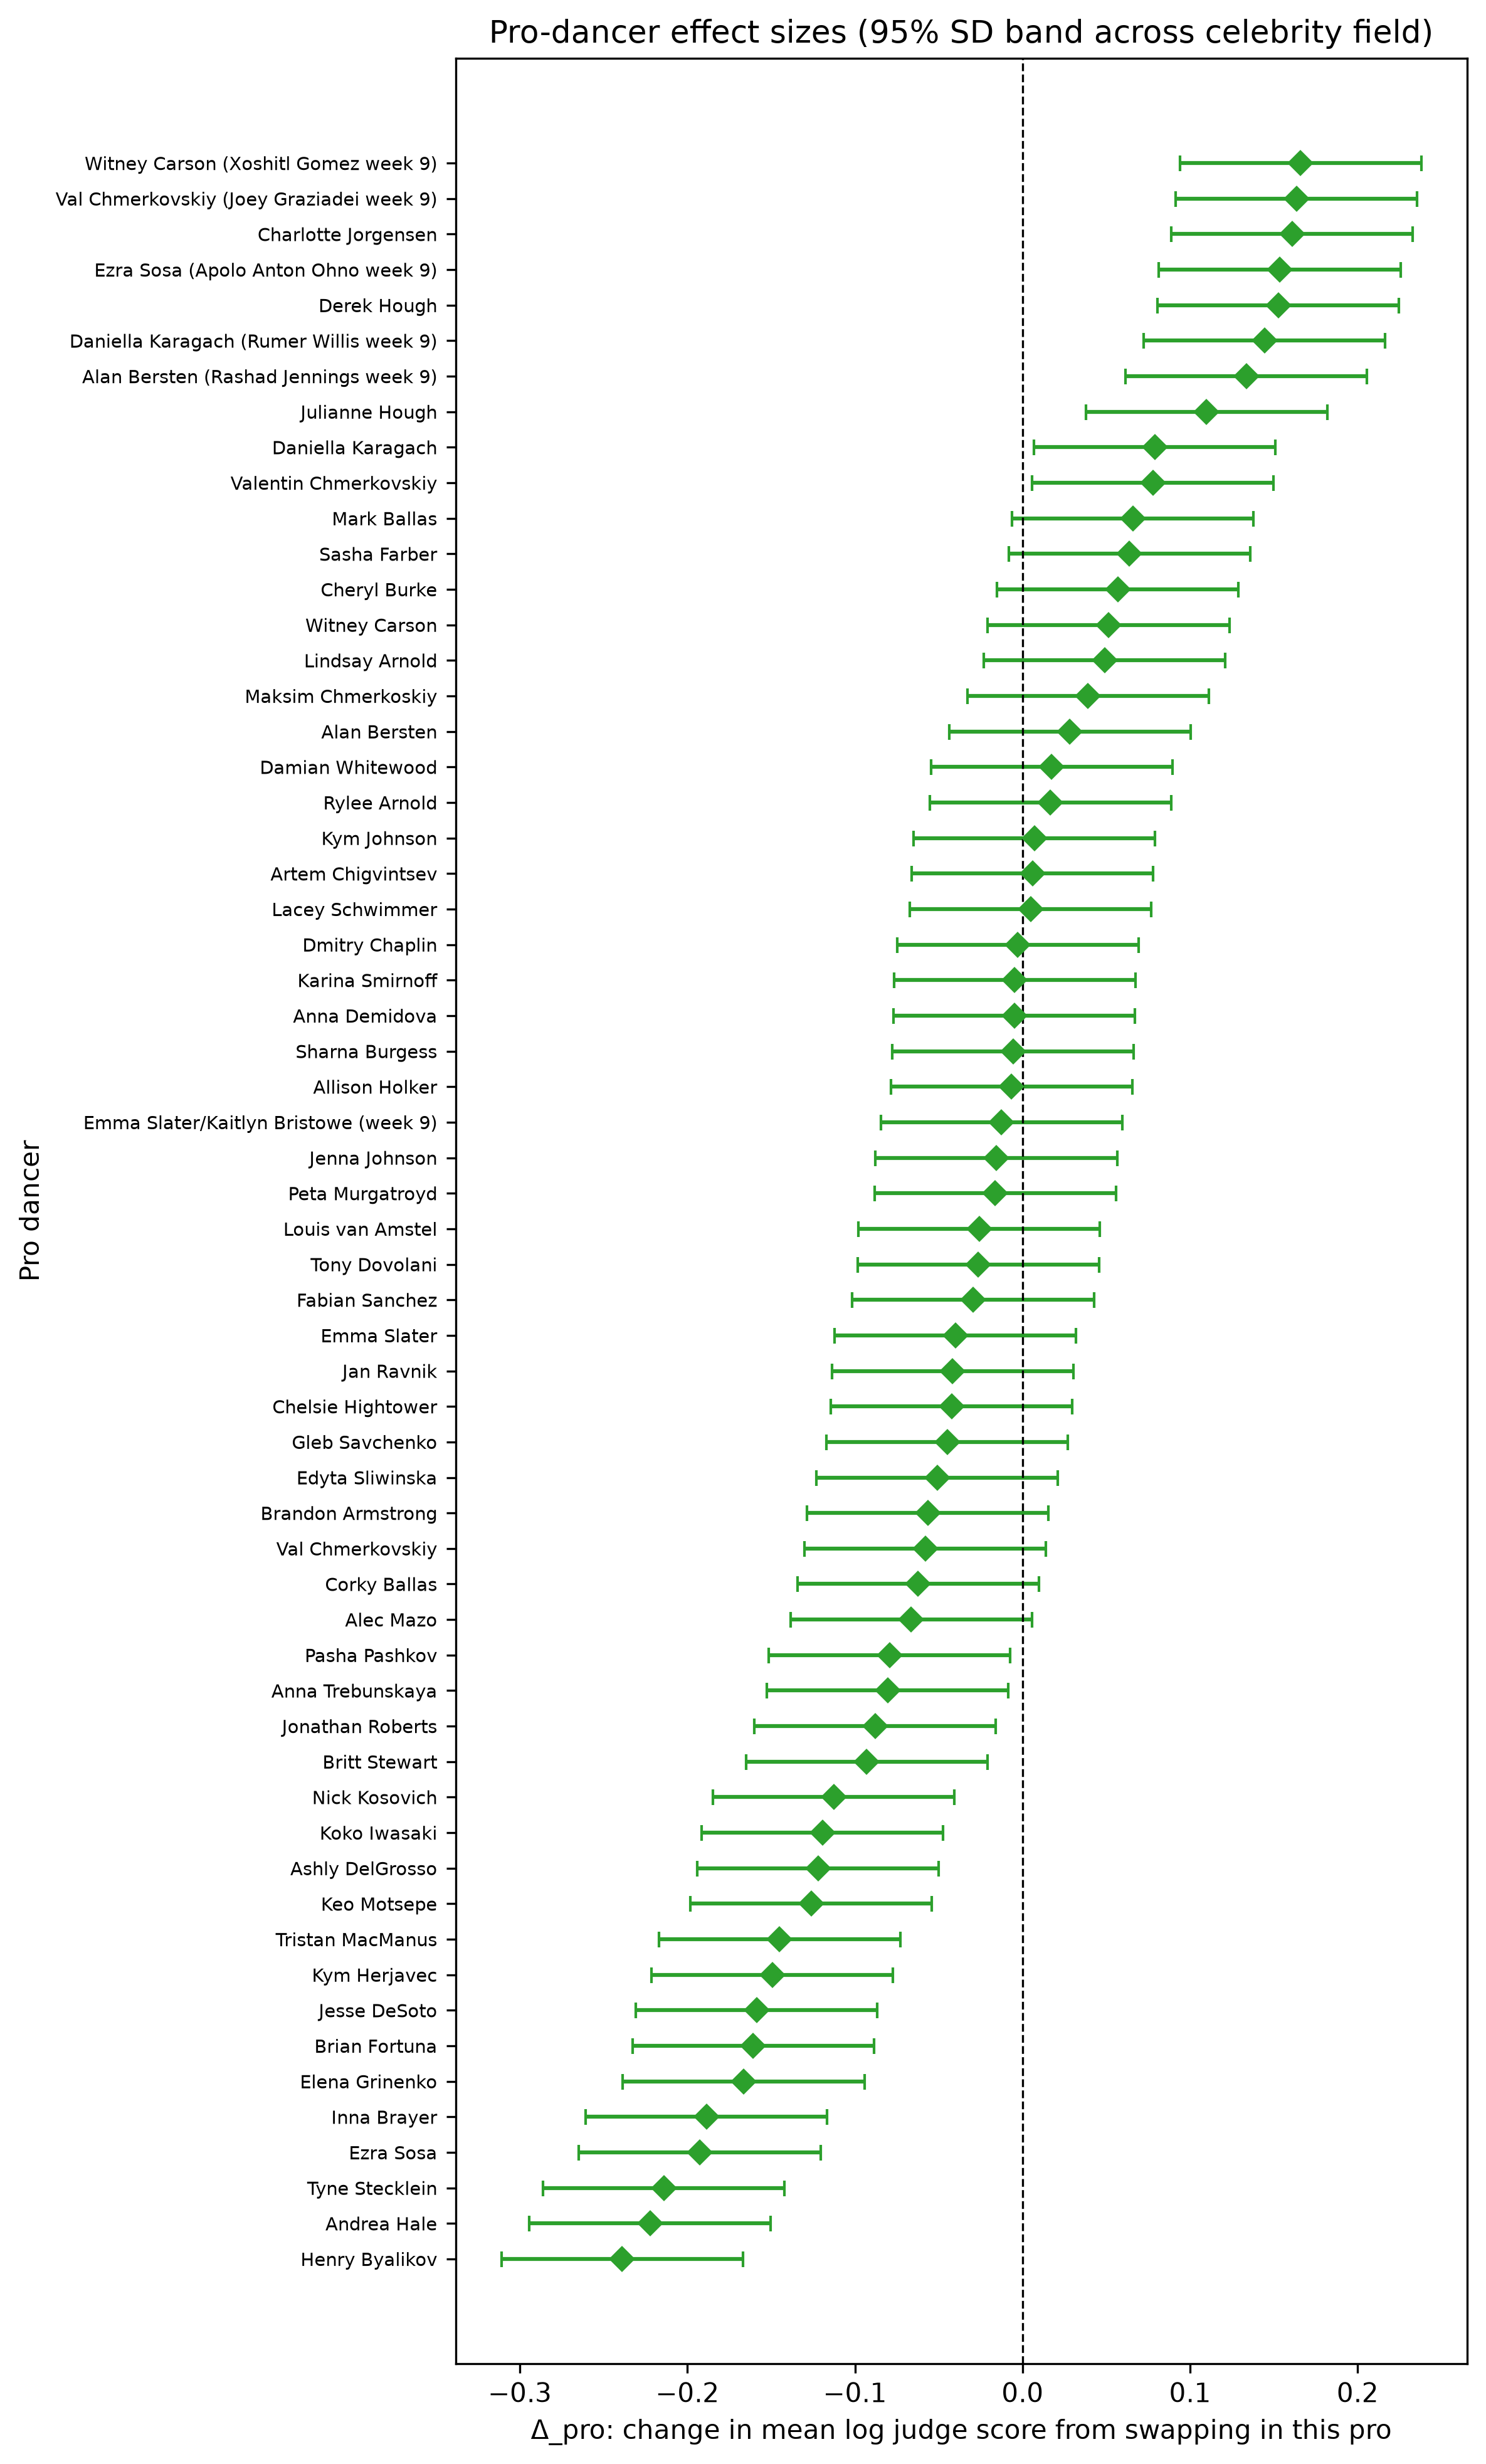 Pro-dancer effect sizes (95% SD band across celebrity field)
Witney Carson (Xoshitl Gomez week 9)
Val Chmerkovskiy (Joey Graziadei week 9)
Charlotte Jorgensen
Ezra Sosa (Apolo Anton Ohno week 9)
Derek Hough
Daniella Karagach (Rumer Willis week 9)
Alan Bersten (Rashad Jennings week 9)
Julianne Hough
Daniella Karagach
Valentin Chmerkovskiy
Mark Ballas
Sasha Farber
Cheryl Burke
Witney Carson
Lindsay Arnold
Maksim Chmerkoskiy
Alan Bersten
Damian Whitewood
Rylee Arnold
Kym Johnson
Artem Chigvintsev
Lacey Schwimmer
Dmitry Chaplin
Karina Smirnoff
Anna Demidova
Sharna Burgess
Allison Holker
Emma Slater/Kaitlyn Bristowe (week 9)
Jenna Johnson
Peta Murgatroyd
Louis van Amstel
Tony Dovolani
Fabian Sanchez
Emma Slater
Jan Ravnik
Chelsie Hightower
Gleb Savchenko
Edyta Sliwinska
Brandon Armstrong
Val Chmerkovskiy
Corky Ballas
Alec Mazo
Pasha Pashkov
Anna Trebunskaya
Jonathan Roberts
Britt Stewart
Nick Kosovich
Koko Iwasaki
Ashly DelGrosso
Keo Motsepe
Tristan MacManus
Kym Herjavec
Jesse DeSoto
Brian Fortuna
Elena Grinenko
Inna Brayer
Ezra Sosa
Tyne Stecklein
Andrea Hale
Henry Byalikov
Pro dancer
−0.3 −0.2 −0.1 0.0 0.1 0.2
Δ_pro: change in mean log judge score from swapping in this pro